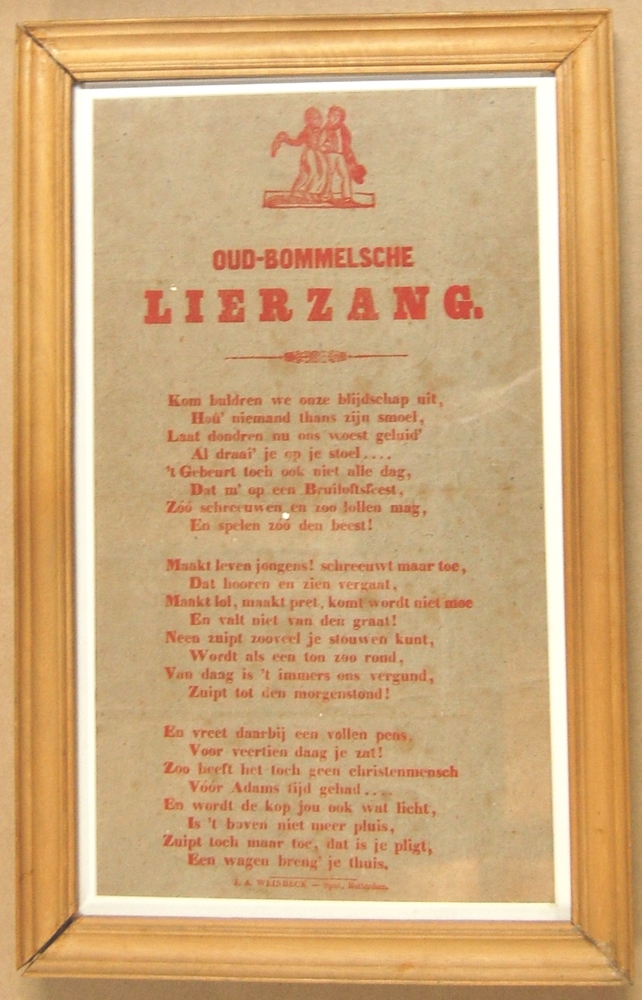 OUD-BOMMELSCHE
LIERZANG.
Kom buldren we onze blijdschap uit,
Hoû' niemand thans zijn smoel,
Laat dondren nu ons woest geluid'
Al draai' je op je stoel....
't Gebeurt toch ook niet alle dag,
Dat m' op een Bruiloftsfeest,
Zóó schreeuwen en zoo lollen mag,
En spelen zóó den beest!
Maakt leven jongens! schreeuwt maar toe,
Dat hooren en zien vergaat,
Maakt lol, maakt pret, komt wordt niet moe
En valt niet van den graat!
Neen zuipt zooveel je stouwen kunt,
Wordt als een ton zoo rond,
Van daag is 't immers ons vergund,
Zuipt tot den morgenstond!
En vreet daarbij een vollen pens,
Voor veertien daag je zat!
Zoo heeft het toch geen christenmensch
Vóór Adams tijd gehad....
En wordt de kop jou ook wat licht,
Is 't boven niet meer pluis,
Zuipt toch maar toe, dat is je pligt,
Een wagen breng' je thuis.
WEINBECK — Rotterdam.